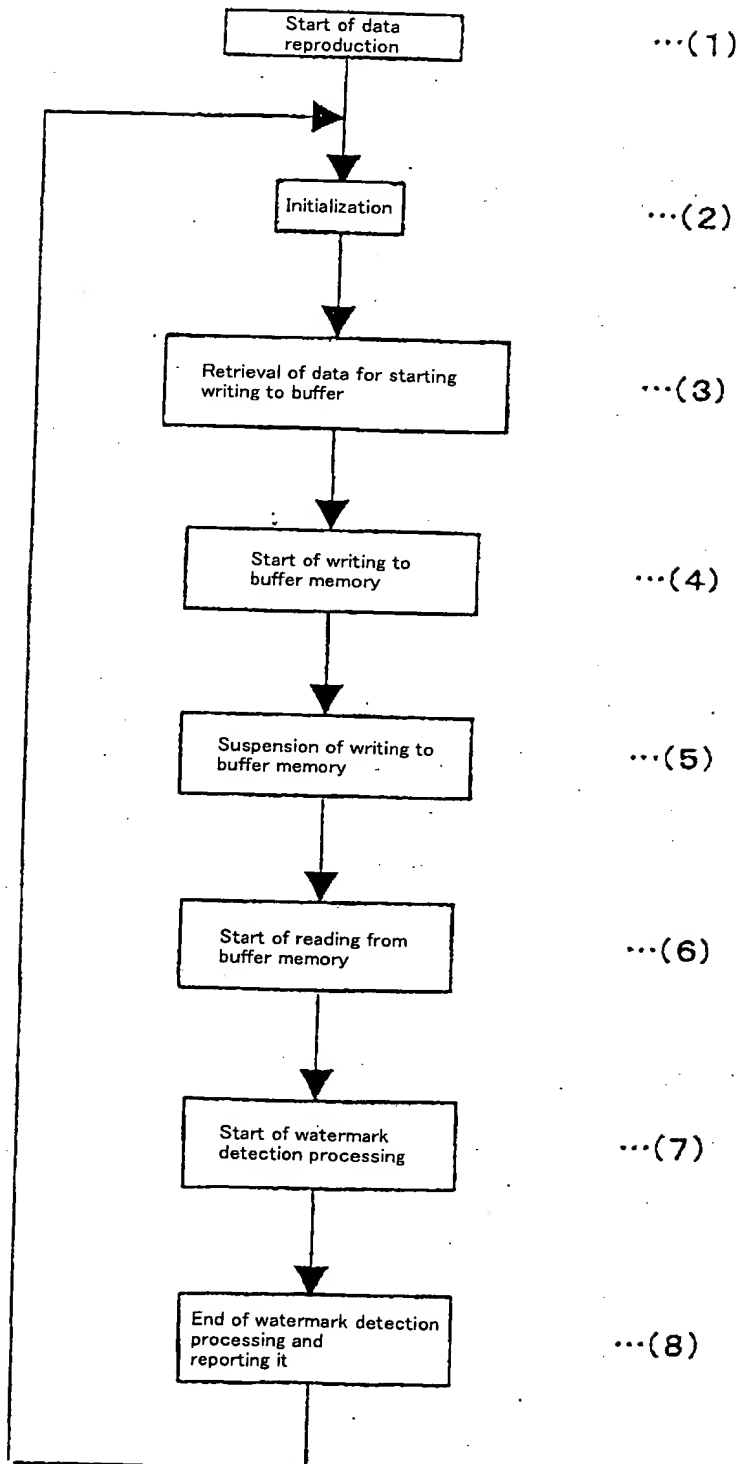 Start of data
reproduction
···(1)
Initialization
···(2)
Retrieval of data for starting
writing to buffer
···(3)
Start of writing to
buffer memory
···(4)
Suspension of writing to
buffer memory
···(5)
Start of reading from
buffer memory
···(6)
Start of watermark
detection processing
···(7)
End of watermark detection
processing and
reporting it
···(8)